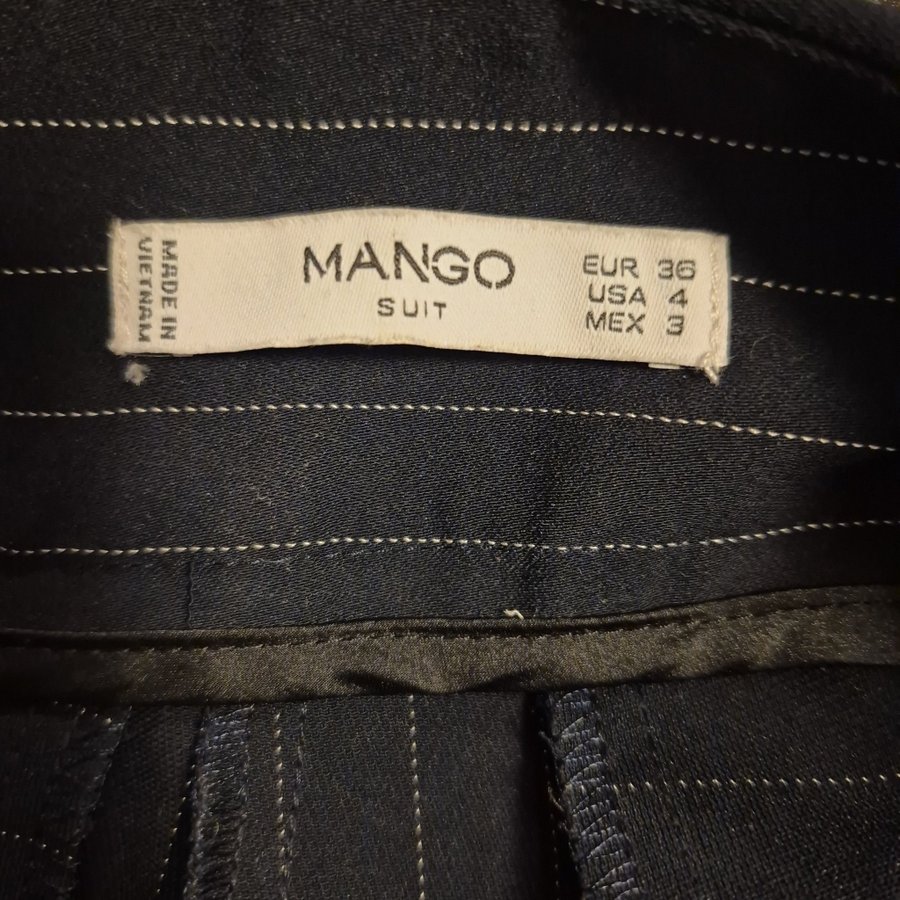 MADE IN
VIETNAM
MANGO
SUIT
EUR 36
USA 4
MEX 3